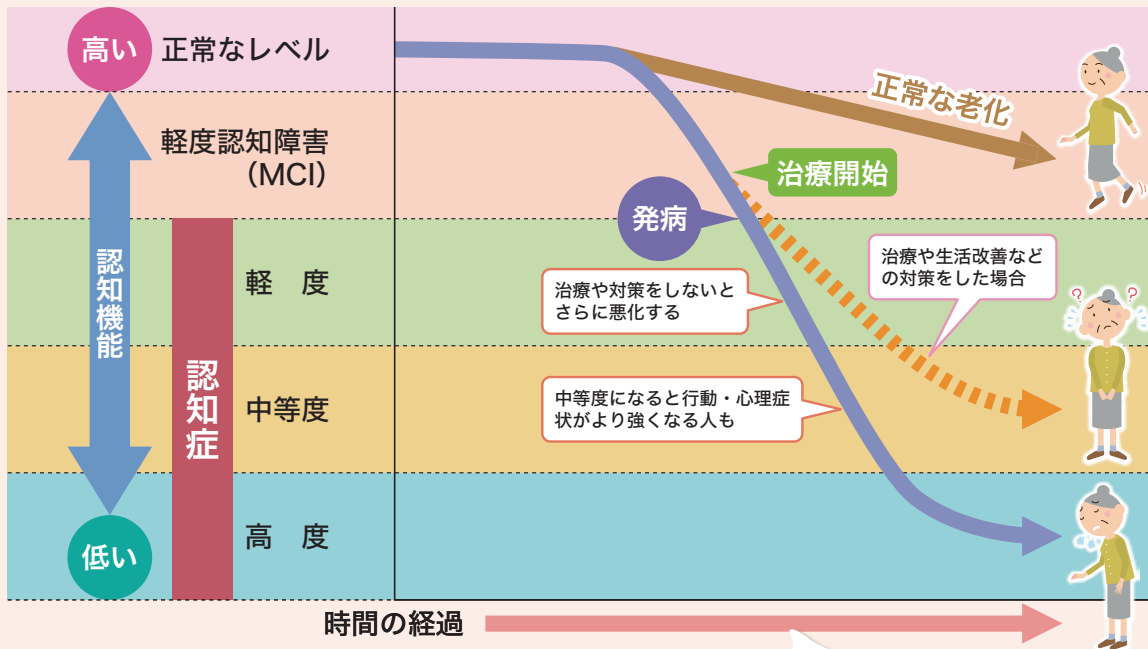 高い
正常なレベル
軽度認知障害
（MCI）
認知機能
認知症
軽　度
中等度
高　度
低い
正常な老化
治療開始
発病
治療や生活改善など
の対策をした場合
治療や対策をしないと
さらに悪化する
中等度になると行動・心理症
状がより強くなる人も
？
？
時間の経過